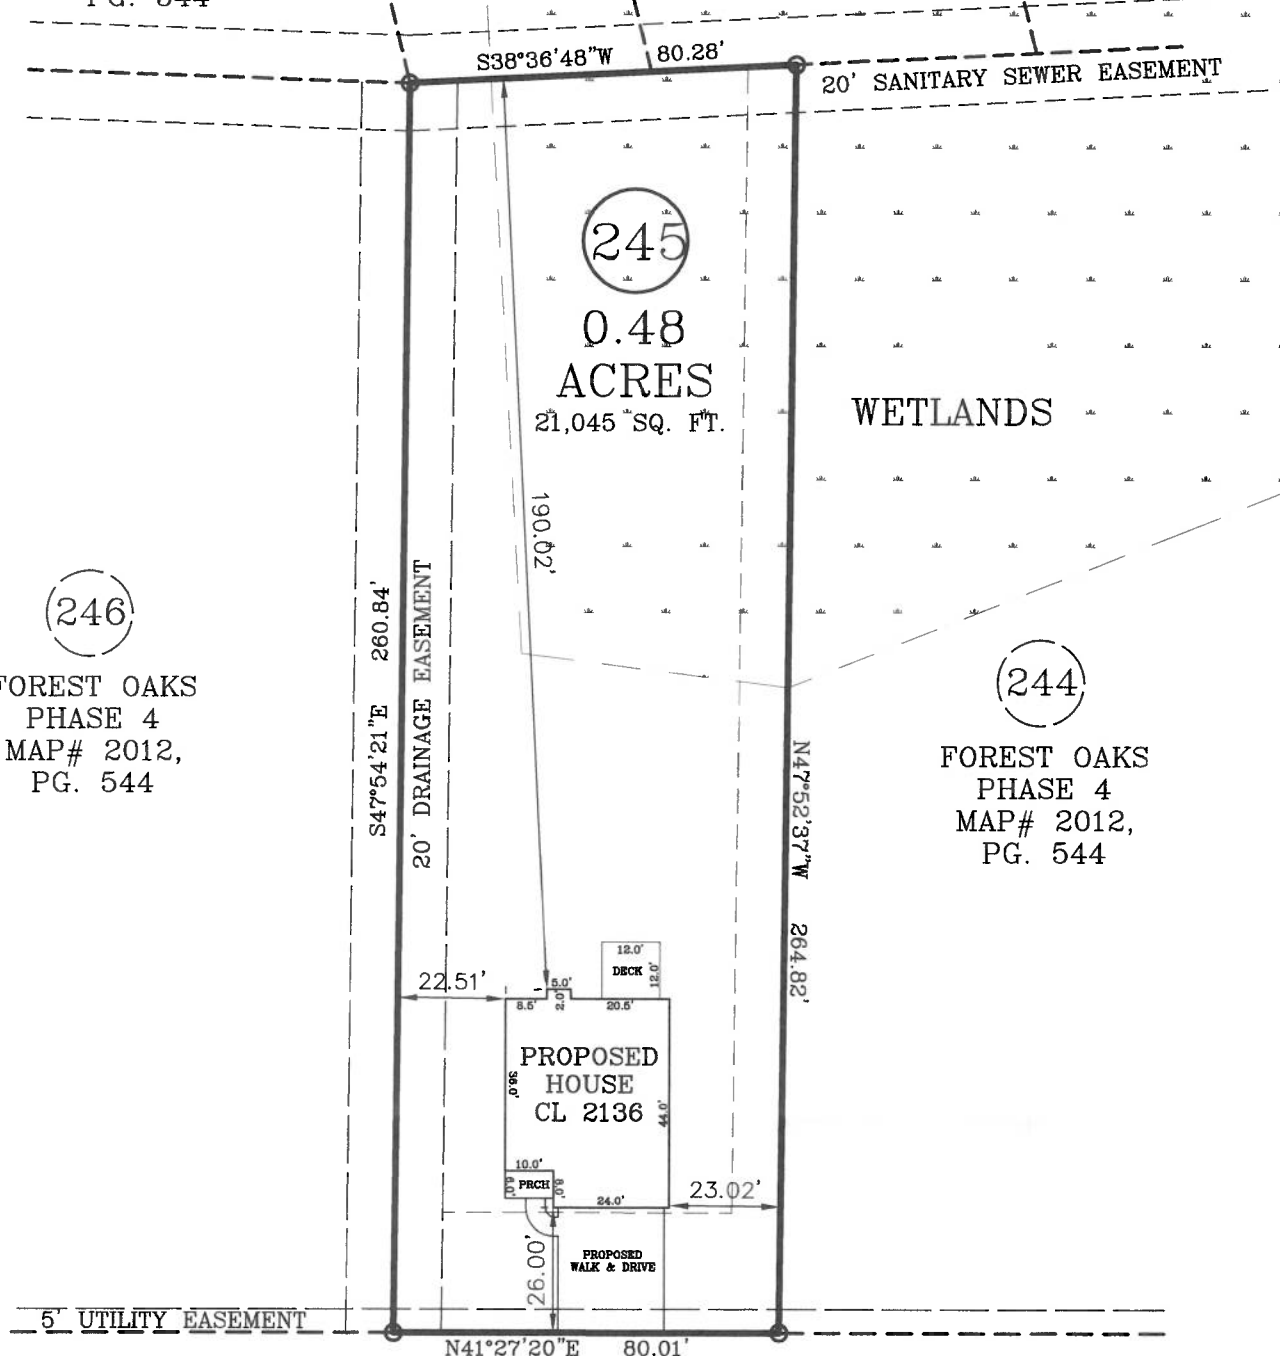 PG. 544
S38°36'48"W 80.28'
20' SANITARY SEWER EASEMENT
245
0.48
ACRES
21,045 SQ. FT.
WETLANDS
190.02'
S47°54'21"E 260.84'
20' DRAINAGE EASEMENT
246
FOREST OAKS
PHASE 4
MAP# 2012,
PG. 544
244
FOREST OAKS
PHASE 4
MAP# 2012,
PG. 544
N47°52'37"W 264.82'
12.0'
DECK
12.0'
22.51'
5.0'
8.5'
2.0'
20.5'
PROPOSED
HOUSE
CL 2136
36.0'
44.0'
10.0'
6.0'
PRCH
8.0'
24.0'
23.02'
26.00'
PROPOSED
WALK & DRIVE
5' UTILITY EASEMENT
N41°27'20"E 80.01'